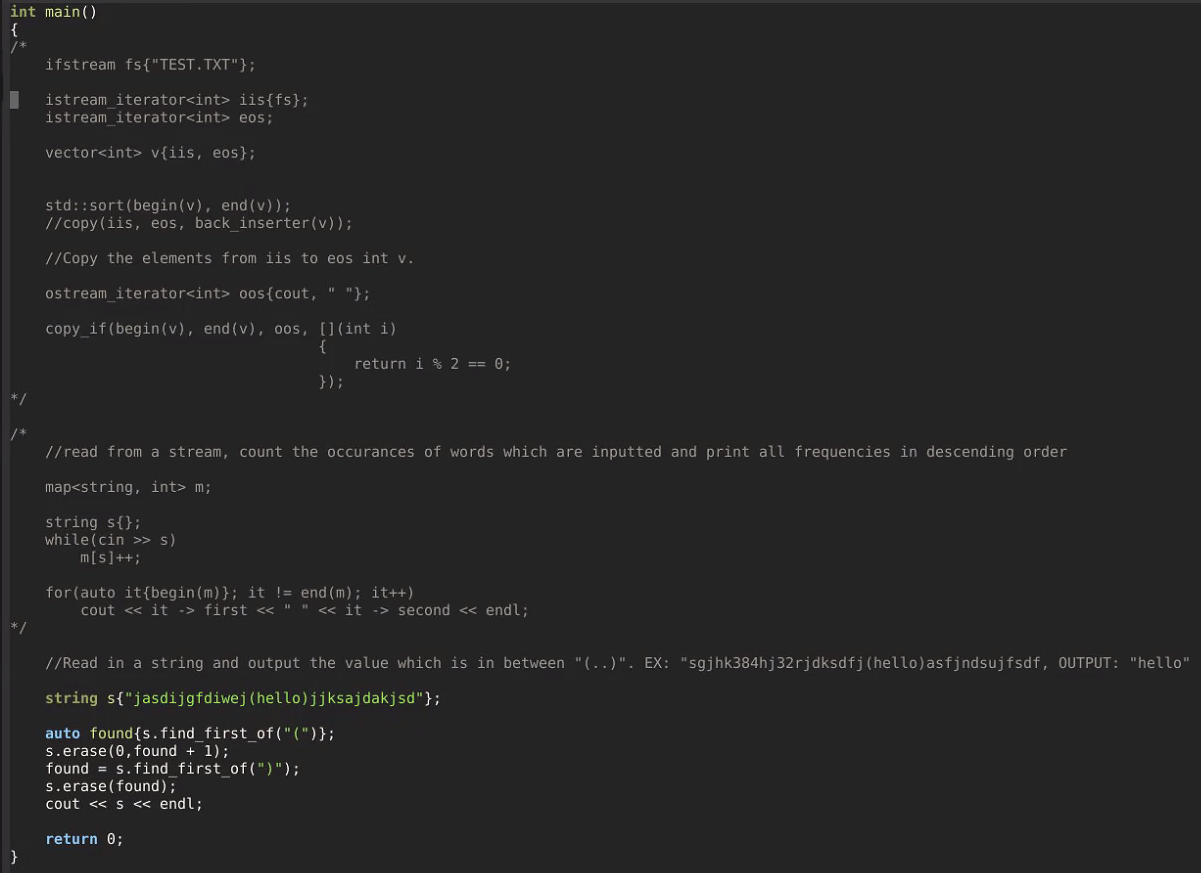 int main()
{
/*
    ifstream fs{"TEST.TXT"};

    istream_iterator<int> iis{fs};
    istream_iterator<int> eos;

    vector<int> v{iis, eos};


    std::sort(begin(v), end(v));
    //copy(iis, eos, back_inserter(v));

    //Copy the elements from iis to eos int v.

    ostream_iterator<int> oos{cout, " "};

    copy_if(begin(v), end(v), oos, [](int i)
                                   {
                                       return i % 2 == 0;
                                   });
*/

/*
    //read from a stream, count the occurances of words which are inputted and print all frequencies in descending order

    map<string, int> m;

    string s{};
    while(cin >> s)
        m[s]++;

    for(auto it{begin(m)}; it != end(m); it++)
        cout << it -> first << " " << it -> second << endl;
*/

    //Read in a string and output the value which is in between "(..)". EX: "sgjhk384hj32rjdksdfj(hello)asfjndsujfsdf, OUTPUT: "hello"

    string s{"jasdijgfdiwej(hello)jjksajdakjsd"};

    auto found{s.find_first_of("(")};
    s.erase(0,found + 1);
    found = s.find_first_of(")");
    s.erase(found);
    cout << s << endl;

    return 0;
}